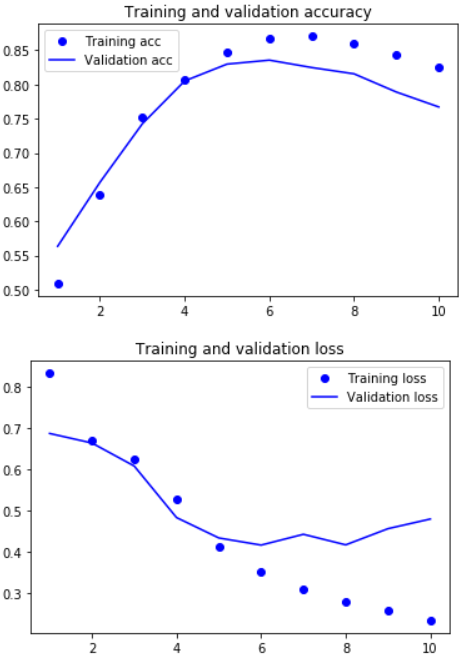 Training and validation accuracy
Training acc
Validation acc
0.85
0.80
0.75
0.70
0.65
0.60
0.55
0.50
2 4 6 8 10
Training and validation loss
Training loss
Validation loss
0.8
0.7
0.6
0.5
0.4
0.3
2 4 6 8 10